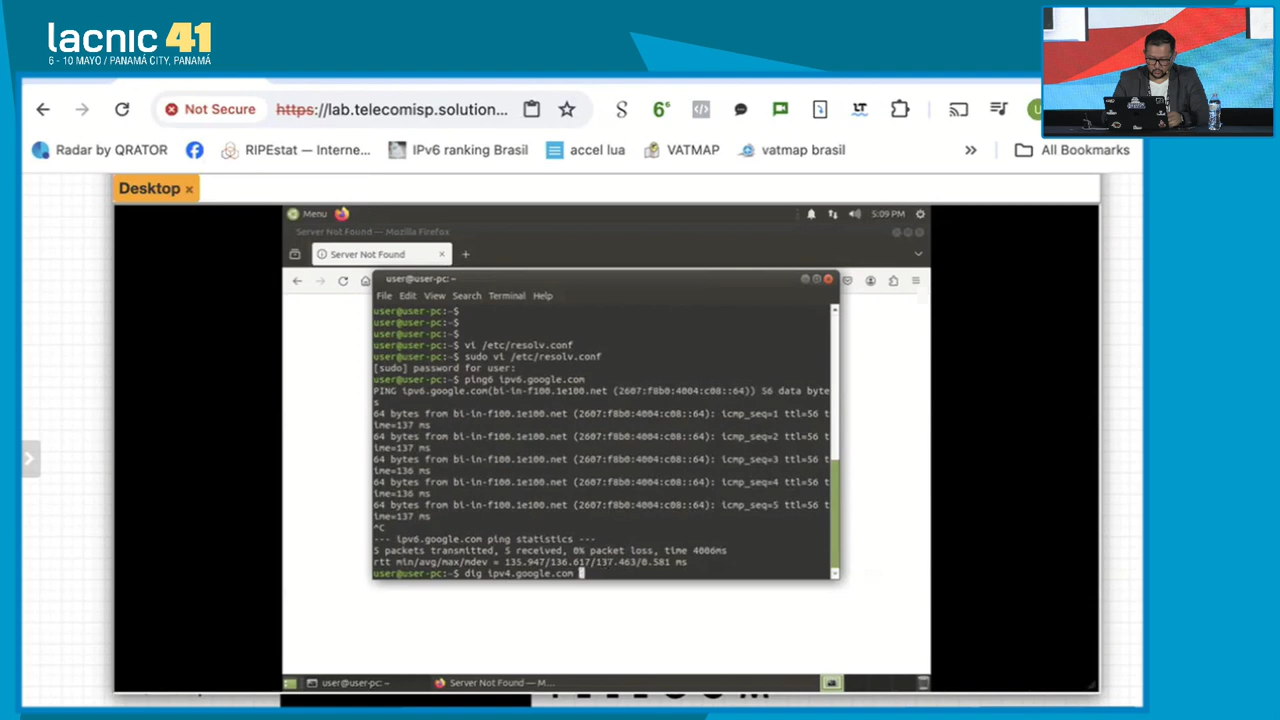 lacnic 41
6 - 10 MAYO / PANAMÁ CITY, PANAMÁ
Not Secure https://lab.telecomisp.solution...
Radar by QRATOR RIPEstat — Interne... IPv6 ranking Brasil accel lua VATMAP vatmap brasil » All Bookmarks
Desktop ×
Menu 5:09 PM
Server Not Found — Mozilla Firefox
Server Not Found × +
user@user-pc: ~
File Edit View Search Terminal Help
user@user-pc:~$
user@user-pc:~$
user@user-pc:~$
user@user-pc:~$ vi /etc/resolv.conf
user@user-pc:~$ sudo vi /etc/resolv.conf
[sudo] password for user:
user@user-pc:~$ ping6 ipv6.google.com
PING ipv6.google.com(bi-in-f100.1e100.net (2607:f8b0:4004:c08::64)) 56 data byte
s
64 bytes from bi-in-f100.1e100.net (2607:f8b0:4004:c08::64): icmp_seq=1 ttl=56 t
ime=137 ms
64 bytes from bi-in-f100.1e100.net (2607:f8b0:4004:c08::64): icmp_seq=2 ttl=56 t
ime=137 ms
64 bytes from bi-in-f100.1e100.net (2607:f8b0:4004:c08::64): icmp_seq=3 ttl=56 t
ime=136 ms
64 bytes from bi-in-f100.1e100.net (2607:f8b0:4004:c08::64): icmp_seq=4 ttl=56 t
ime=136 ms
64 bytes from bi-in-f100.1e100.net (2607:f8b0:4004:c08::64): icmp_seq=5 ttl=56 t
ime=137 ms
^C
--- ipv6.google.com ping statistics ---
5 packets transmitted, 5 received, 0% packet loss, time 4006ms
rtt min/avg/max/mdev = 135.947/136.617/137.463/0.581 ms
user@user-pc:~$ dig ipv4.google.com
user@user-pc: ~ Server Not Found — M...